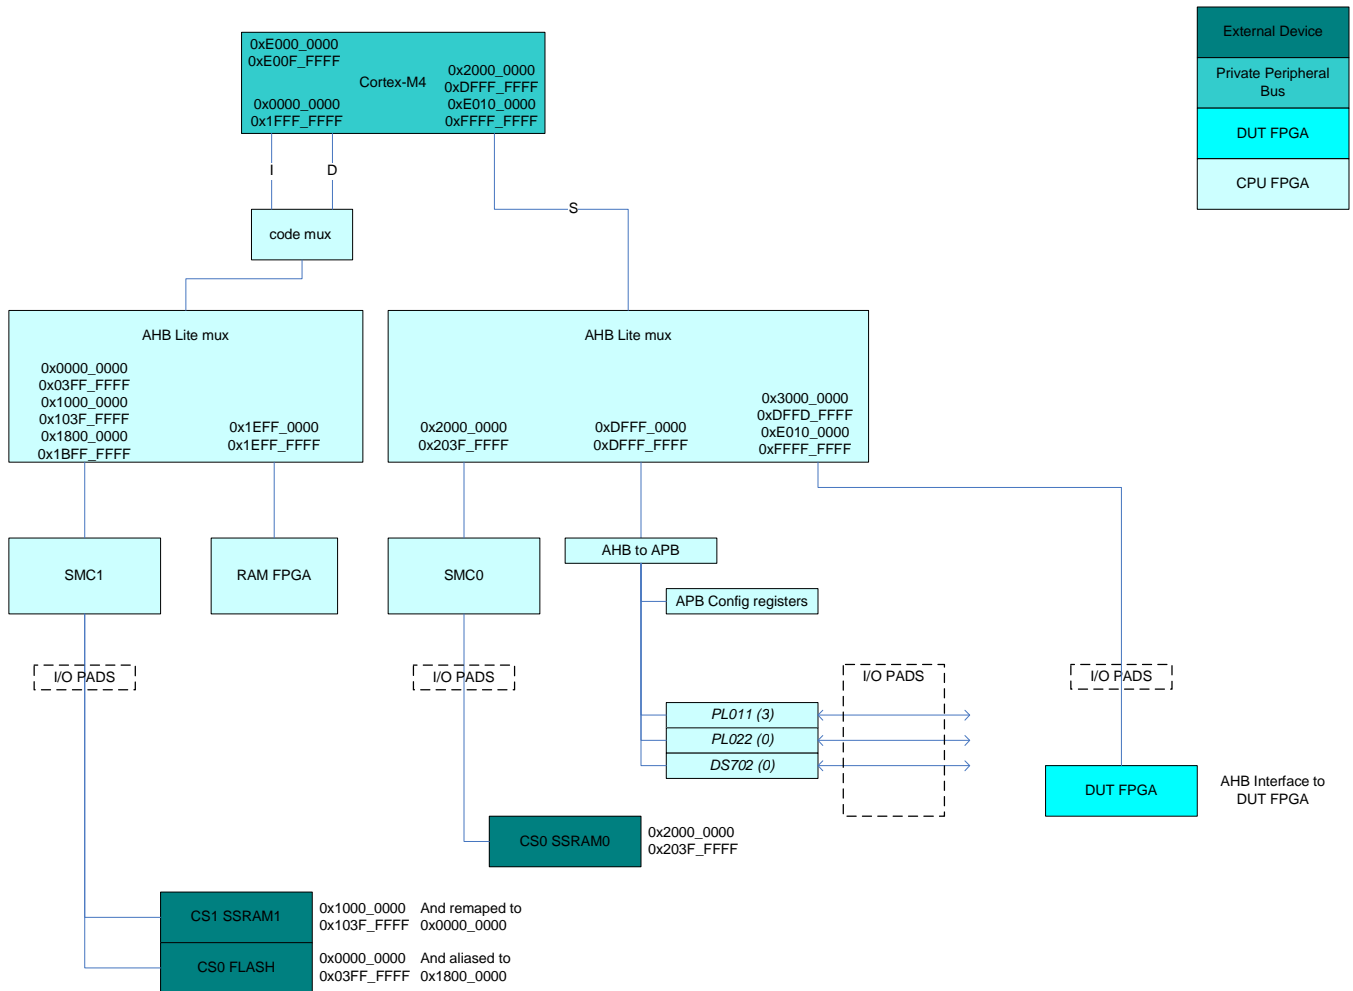 External Device
Private Peripheral
Bus
DUT FPGA
CPU FPGA
0xE000_0000
0xE00F_FFFF
Cortex-M4
0x2000_0000
0xDFFF_FFFF
0xE010_0000
0xFFFF_FFFF
0x0000_0000
0x1FFF_FFFF
I
D
S
code mux
AHB Lite mux
0x0000_0000
0x03FF_FFFF
0x1000_0000
0x103F_FFFF
0x1800_0000
0x1BFF_FFFF
0x1EFF_0000
0x1EFF_FFFF
AHB Lite mux
0x2000_0000
0x203F_FFFF
0xDFFF_0000
0xDFFF_FFFF
0x3000_0000
0xDFFD_FFFF
0xE010_0000
0xFFFF_FFFF
SMC1
RAM FPGA
SMC0
AHB to APB
APB Config registers
I/O PADS
I/O PADS
I/O PADS
I/O PADS
PL011 (3)
PL022 (0)
DS702 (0)
DUT FPGA
AHB Interface to
DUT FPGA
CS0 SSRAM0
0x2000_0000
0x203F_FFFF
CS1 SSRAM1
0x1000_0000 And remaped to
0x103F_FFFF 0x0000_0000
CS0 FLASH
0x0000_0000 And aliased to
0x03FF_FFFF 0x1800_0000